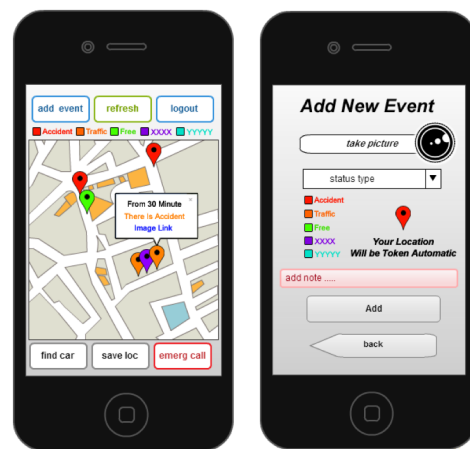 add event
refresh
logout
Accident Traffic Free XXXX YYYYY
From 30 Minute
×
There is Accident
Image Link
find car
save loc
emerg call
Add New Event
take picture
status type
Accident
Traffic
Free
XXXX
YYYYY
Your Location
Will be Token Automatic
add note .....
Add
back